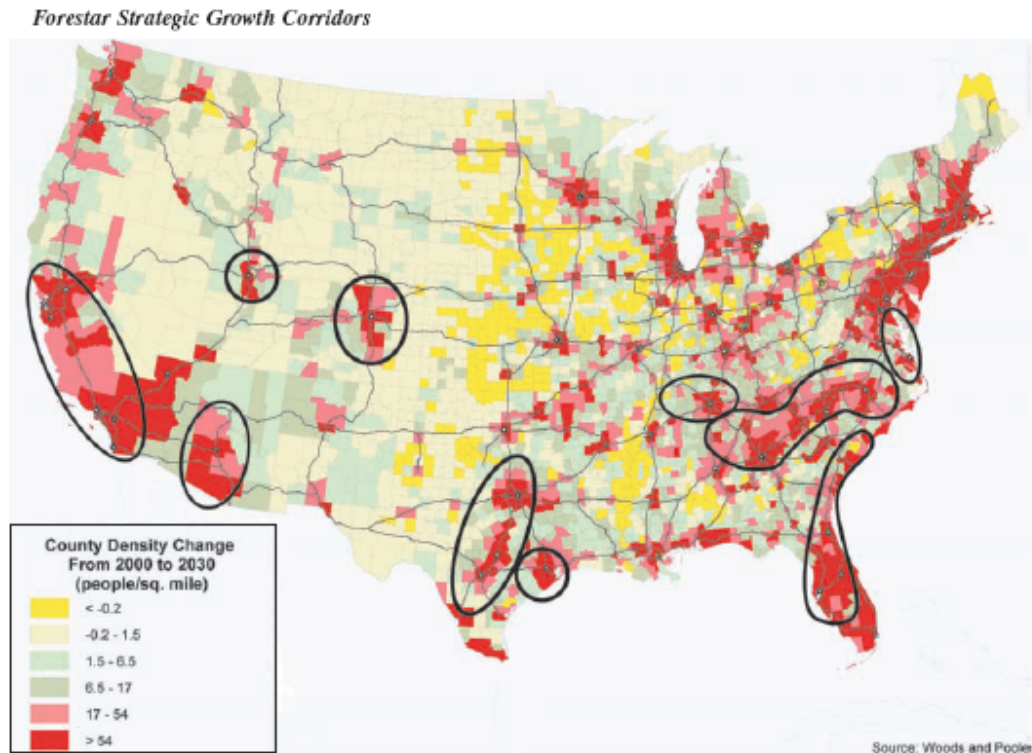 Forestar Strategic Growth Corridors
County Density Change
From 2000 to 2030
(people/sq. mile)
< -0.2
-0.2 - 1.5
1.5 - 6.5
6.5 - 17
17 - 54
> 54
Source: Woods and Poole